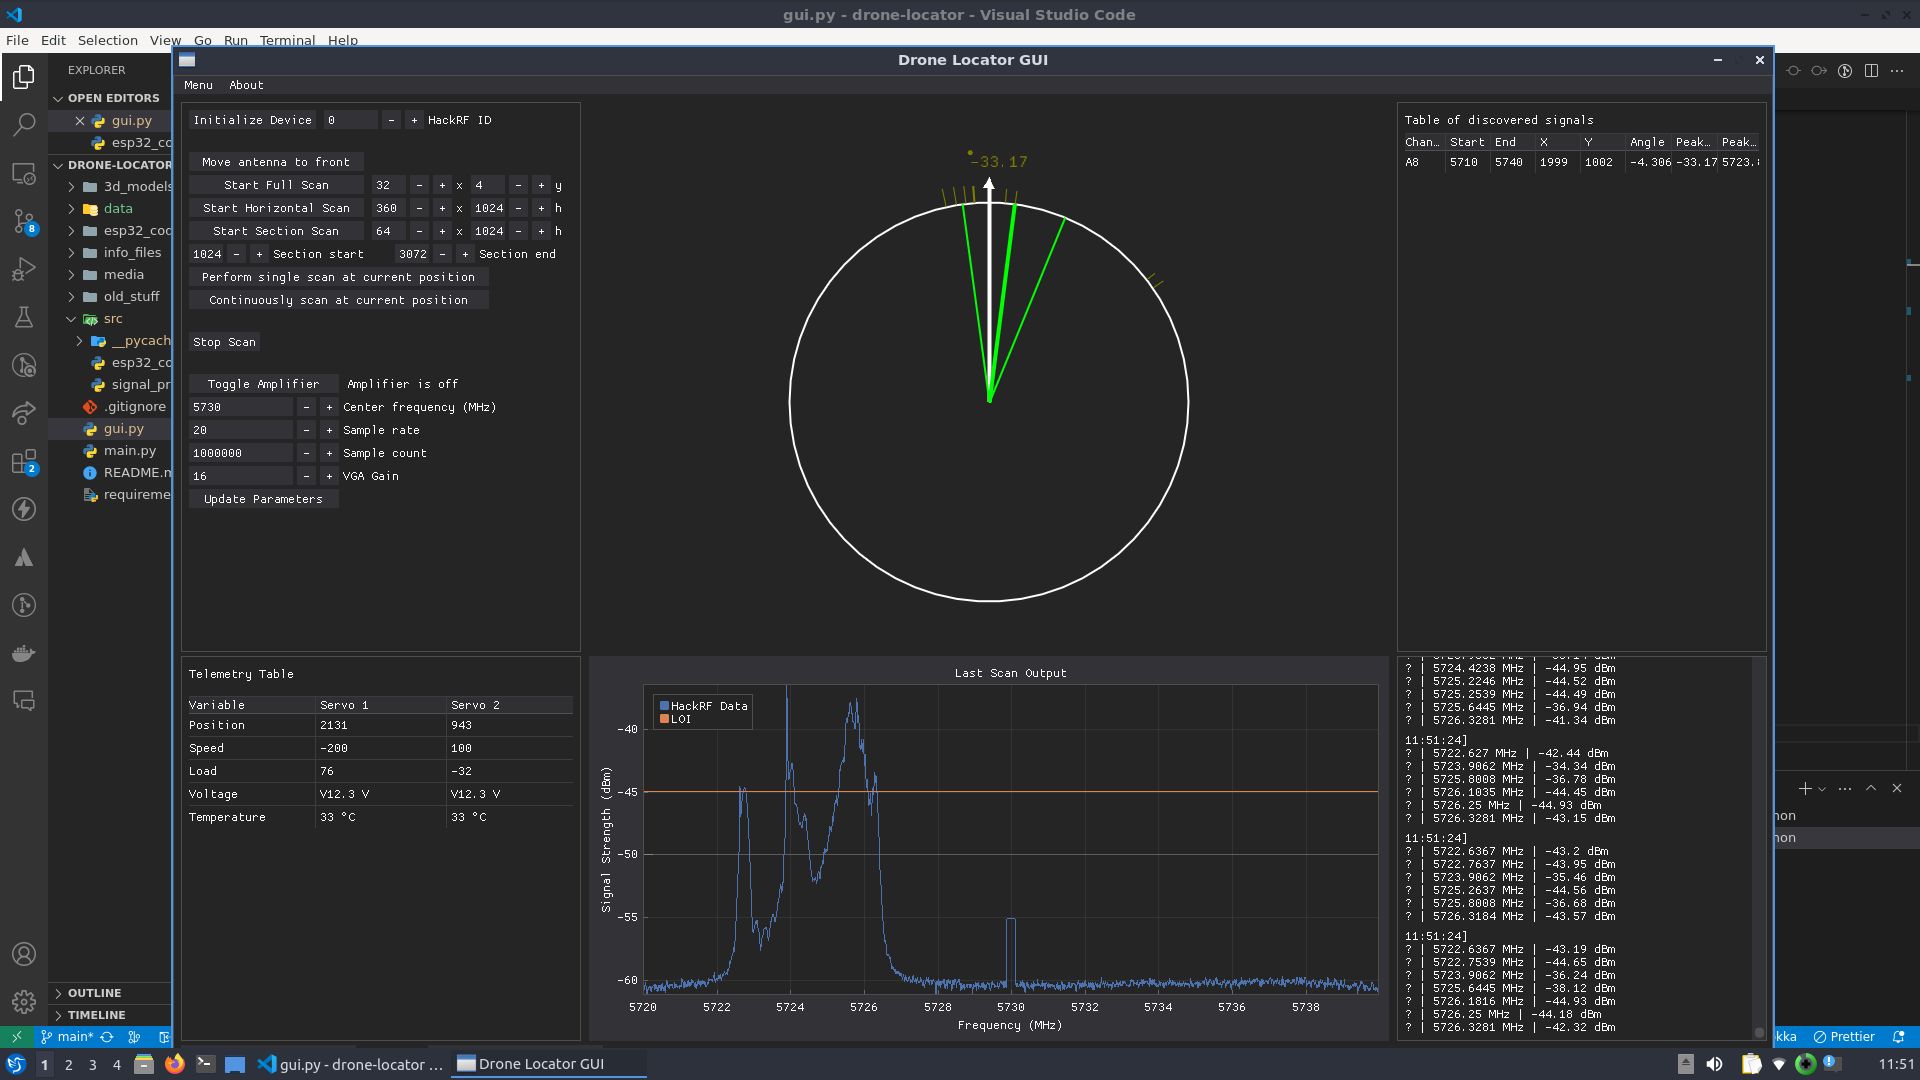 gui.py - drone-locator - Visual Studio Code
File Edit Selection View Go Run Terminal Help
EXPLORER
OPEN EDITORS
gui.py
esp32_co
DRONE-LOCATOR
3d_models
data
esp32_cod
info_files
media
old_stuff
src
__pycach
esp32_co
signal_pr
.gitignore
gui.py
main.py
README.m
requireme
OUTLINE
TIMELINE
8
2
main*
Drone Locator GUI
Menu About
Initialize Device 0 - + HackRF ID
Move antenna to front
Start Full Scan 32 - + x 4 - + y
Start Horizontal Scan 360 - + x 1024 - + h
Start Section Scan 64 - + x 1024 - + h
1024 - + Section start 3072 - + Section end
Perform single scan at current position
Continuously scan at current position
Stop Scan
Toggle Amplifier Amplifier is off
5730 - + Center frequency (MHz)
20 - + Sample rate
1000000 - + Sample count
16 - + VGA Gain
Update Parameters
-33.17
Table of discovered signals
Chan… Start End X Y Angle Peak… Peak…
A8 5710 5740 1999 1002 -4.306 -33.17 5723.
Telemetry Table
Variable Servo 1 Servo 2
Position 2131 943
Speed -200 100
Load 76 -32
Voltage V12.3 V V12.3 V
Temperature 33 °C 33 °C
Last Scan Output
HackRF Data
LOI
Signal Strength (dBm)
-40
-45
-50
-55
-60
5720 5722 5724 5726 5728 5730 5732 5734 5736 5738
Frequency (MHz)
? | 5724.4238 MHz | -44.95 dBm
? | 5725.2246 MHz | -44.52 dBm
? | 5725.2539 MHz | -44.49 dBm
? | 5725.6445 MHz | -36.94 dBm
? | 5726.3281 MHz | -41.34 dBm
11:51:24]
? | 5722.627 MHz | -42.44 dBm
? | 5723.9062 MHz | -34.34 dBm
? | 5725.8008 MHz | -36.78 dBm
? | 5726.1035 MHz | -44.45 dBm
? | 5726.25 MHz | -44.93 dBm
? | 5726.3281 MHz | -43.15 dBm
11:51:24]
? | 5722.6367 MHz | -43.2 dBm
? | 5722.7637 MHz | -43.95 dBm
? | 5723.9062 MHz | -35.46 dBm
? | 5725.2637 MHz | -44.56 dBm
? | 5725.8008 MHz | -36.68 dBm
? | 5726.3184 MHz | -43.57 dBm
11:51:24]
? | 5722.6367 MHz | -43.19 dBm
? | 5722.7539 MHz | -44.65 dBm
? | 5723.9062 MHz | -36.24 dBm
? | 5725.6445 MHz | -38.12 dBm
? | 5726.1816 MHz | -44.93 dBm
? | 5726.25 MHz | -44.18 dBm
? | 5726.3281 MHz | -42.32 dBm
hon
hon
kka Prettier
1 2 3 4 gui.py - drone-locator ... Drone Locator GUI 11:51